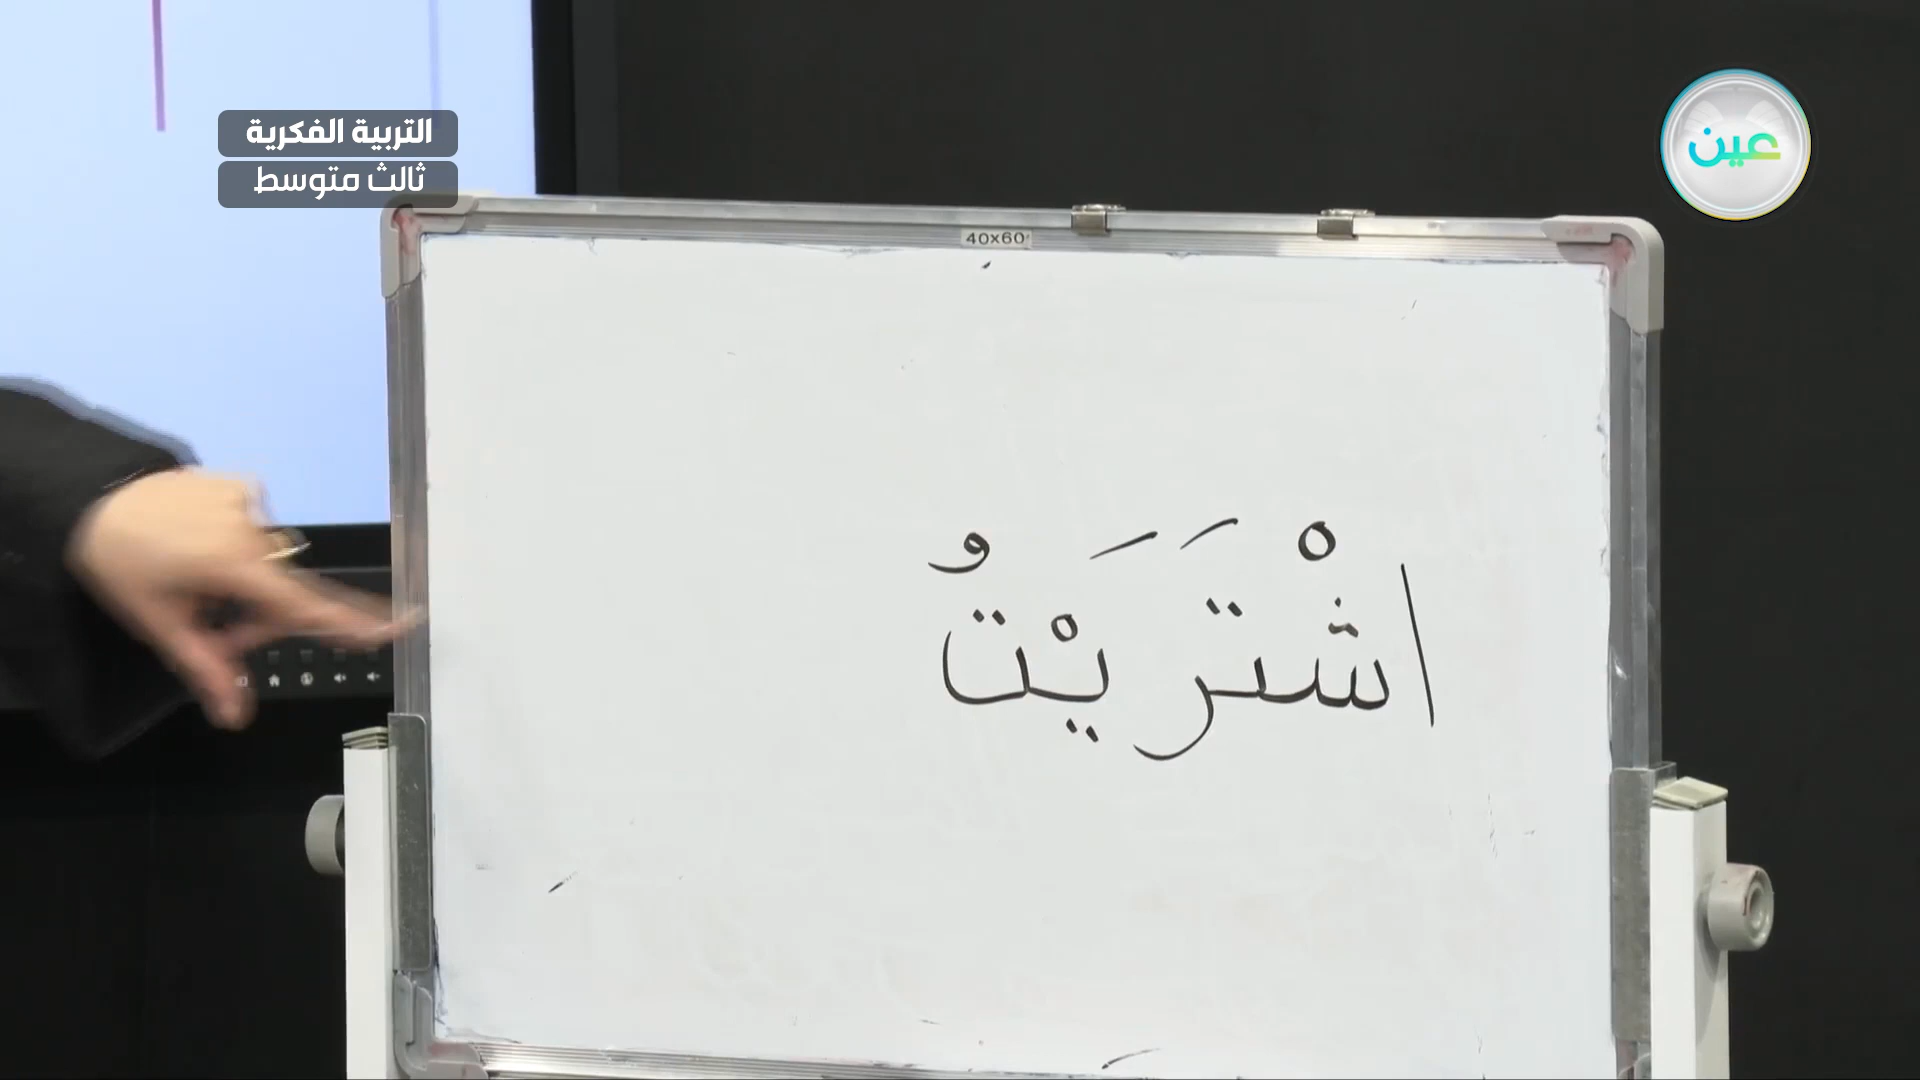 التربية الفكرية
ثالث متوسط
عين
40x60
اشْتَرَيْتُ